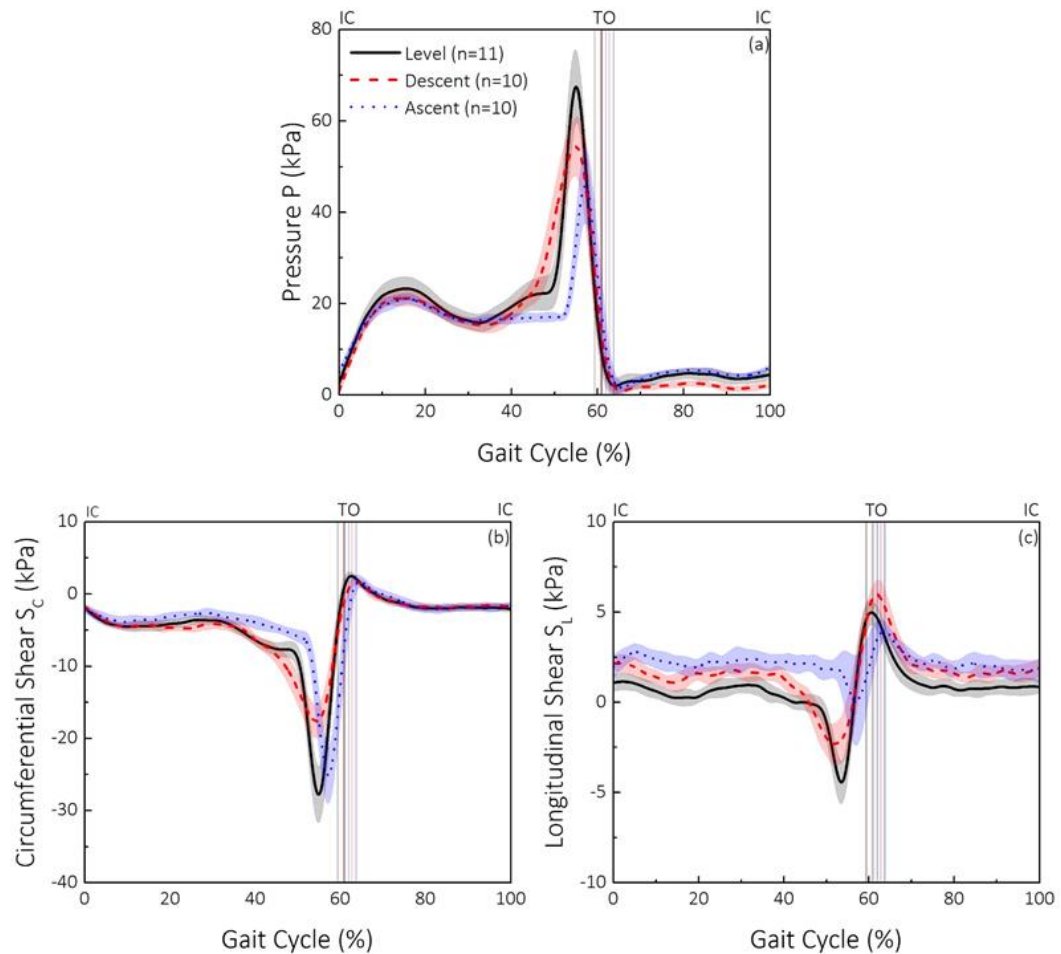 IC TO IC
(a)
80
Level (n=11)
Descent (n=10)
Ascent (n=10)
60
40
20
0
Pressure P (kPa)
0 20 40 60 80 100
Gait Cycle (%)
IC TO IC
(b)
10
0
-10
-20
-30
-40
Circumferential Shear S_C (kPa)
0 20 40 60 80 100
Gait Cycle (%)
IC TO IC
(c)
10
5
0
-5
-10
Longitudinal Shear S_L (kPa)
0 20 40 60 80 100
Gait Cycle (%)